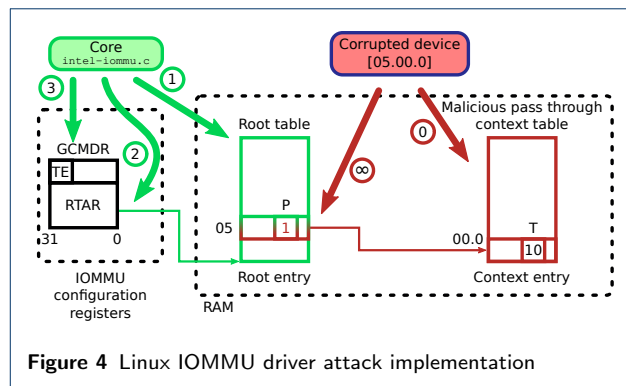 Core
intel-iommu.c
Corrupted device
[05.00.0]
3
1
2
0
∞
GCMDR
TE
RTAR
31 0
IOMMU
configuration
registers
Root table
P
05
1
Root entry
RAM
Malicious pass through
context table
T
00.0
10
Context entry
Figure 4 Linux IOMMU driver attack implementation